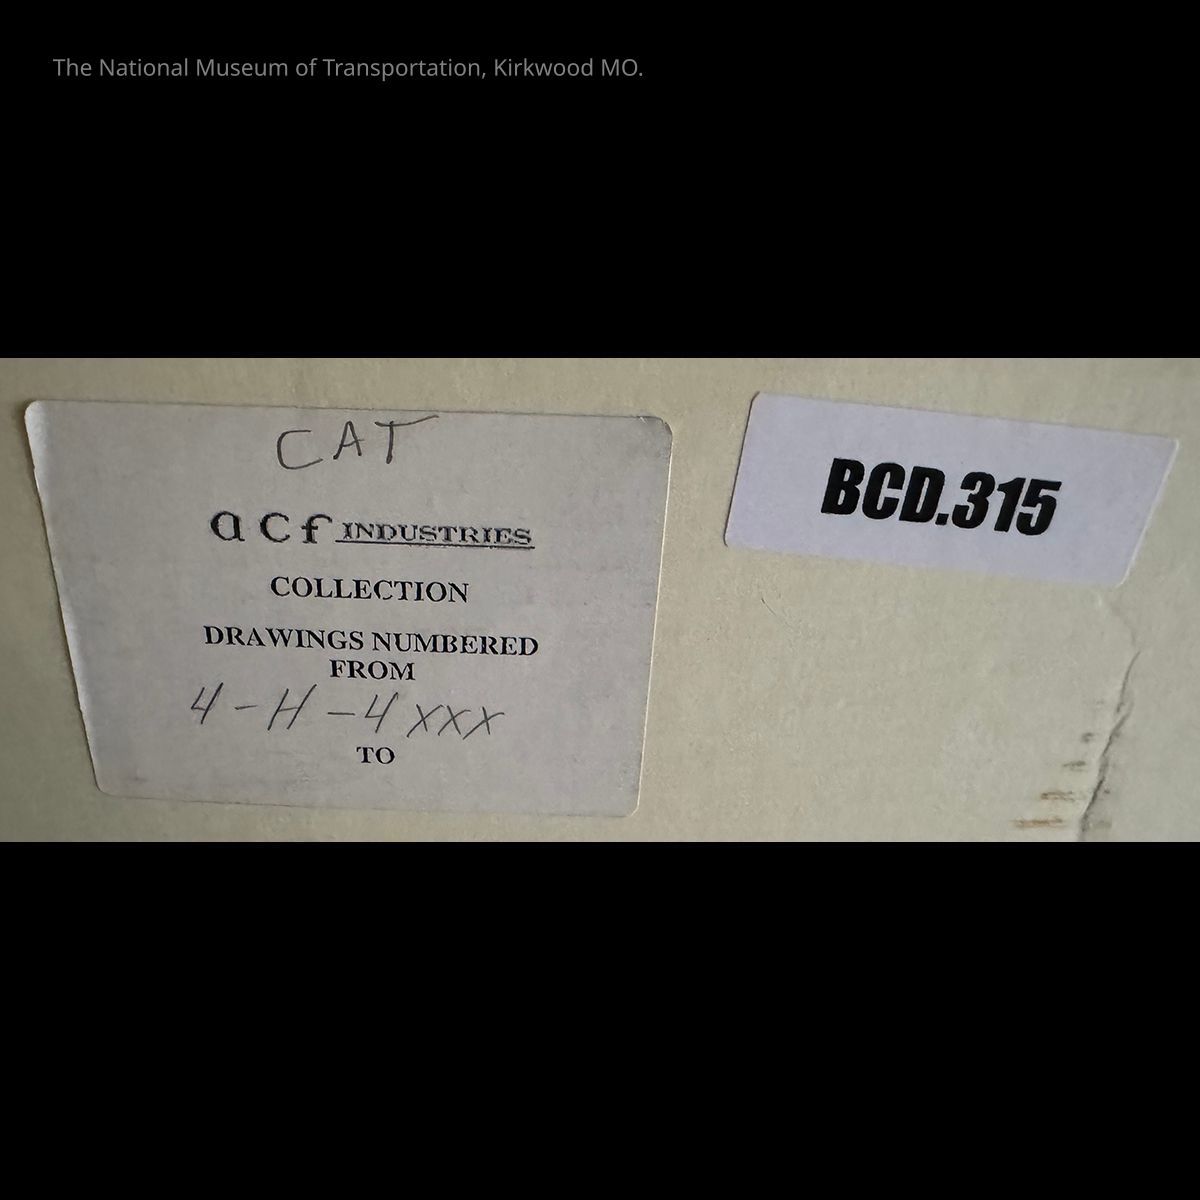 The National Museum of Transportation, Kirkwood MO.
CAT
acf INDUSTRIES
COLLECTION
DRAWINGS NUMBERED
FROM
4-H-4xxx
TO
BCD.315